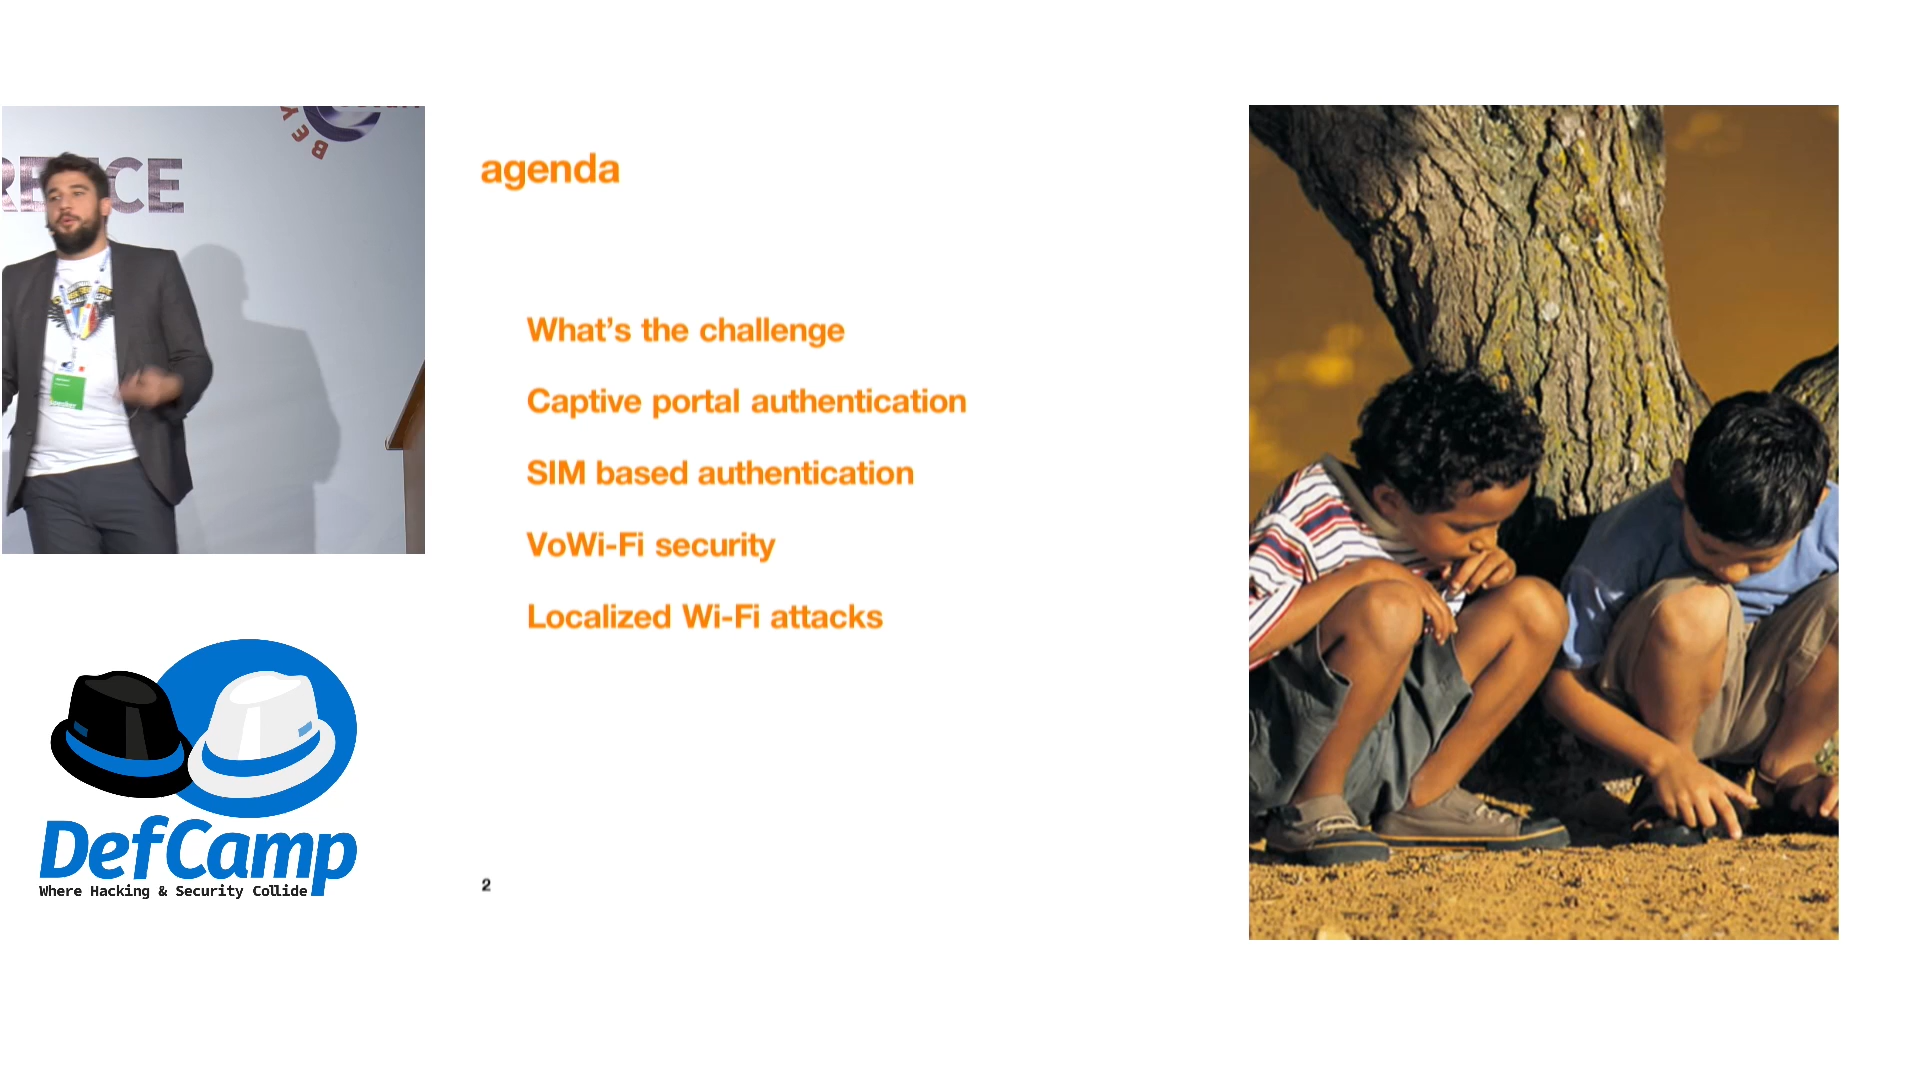 agenda
What's the challenge
Captive portal authentication
SIM based authentication
VoWi-Fi security
Localized Wi-Fi attacks
2
DefCamp
Where Hacking & Security Collide